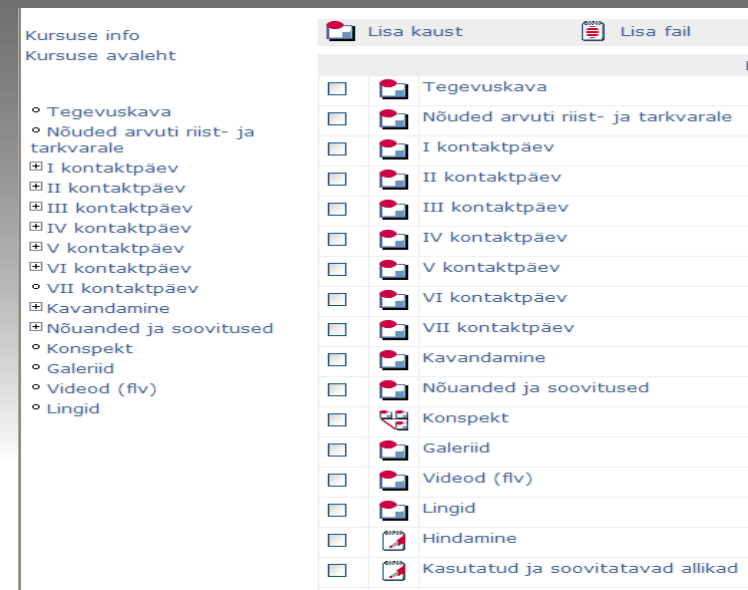 Kursuse info
Kursuse avaleht
Tegevuskava
Nõuded arvuti riist- ja
tarkvarale
I kontaktpäev
II kontaktpäev
III kontaktpäev
IV kontaktpäev
V kontaktpäev
VI kontaktpäev
VII kontaktpäev
Kavandamine
Nõuanded ja soovitused
Konspekt
Galeriid
Videod (flv)
Lingid
Lisa kaust Lisa fail
Tegevuskava
Nõuded arvuti riist- ja tarkvarale
I kontaktpäev
II kontaktpäev
III kontaktpäev
IV kontaktpäev
V kontaktpäev
VI kontaktpäev
VII kontaktpäev
Kavandamine
Nõuanded ja soovitused
Konspekt
Galeriid
Videod (flv)
Lingid
Hindamine
Kasutatud ja soovitatavad allikad